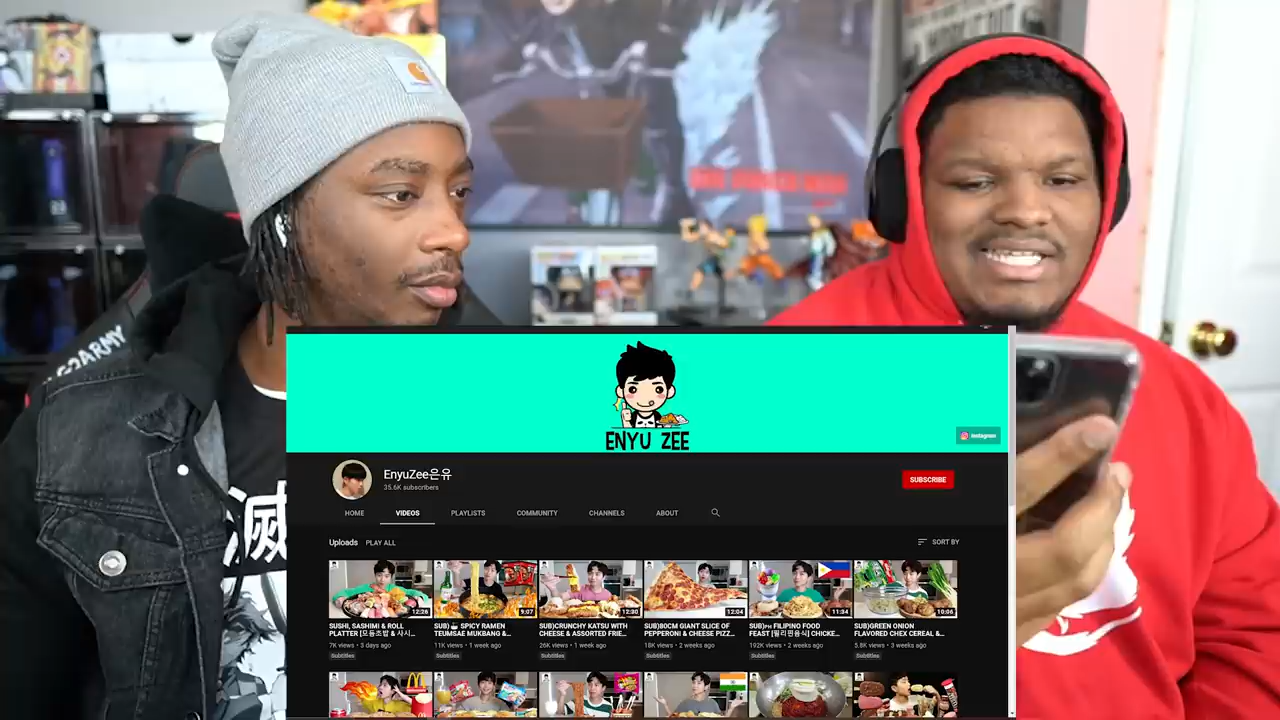 G2ARMY
滅
ENYU ZEE
Instagram
EnyuZee은유
35.6K subscribers
SUBSCRIBE
HOME VIDEOS PLAYLISTS COMMUNITY CHANNELS ABOUT
Uploads PLAY ALL SORT BY
12:26 9:07 12:30 12:04 11:34 10:06
SUSHI, SASHIMI & ROLL
PLATTER [모듬초밥 & 사시...
7K views • 3 days ago
Subtitles
SUB) SPICY RAMEN
TEUMSAE MUKBANG &...
11K views • 1 week ago
Subtitles
SUB)CRUNCHY KATSU WITH
CHEESE & ASSORTED FRIE...
26K views • 1 week ago
Subtitles
SUB)80CM GIANT SLICE OF
PEPPERONI & CHEESE PIZZ...
18K views • 2 weeks ago
Subtitles
SUB)PH FILIPINO FOOD
FEAST [필리핀음식] CHICKE...
192K views • 2 weeks ago
Subtitles
SUB)GREEN ONION
FLAVORED CHEX CEREAL &...
5.8K views • 3 weeks ago
Subtitles